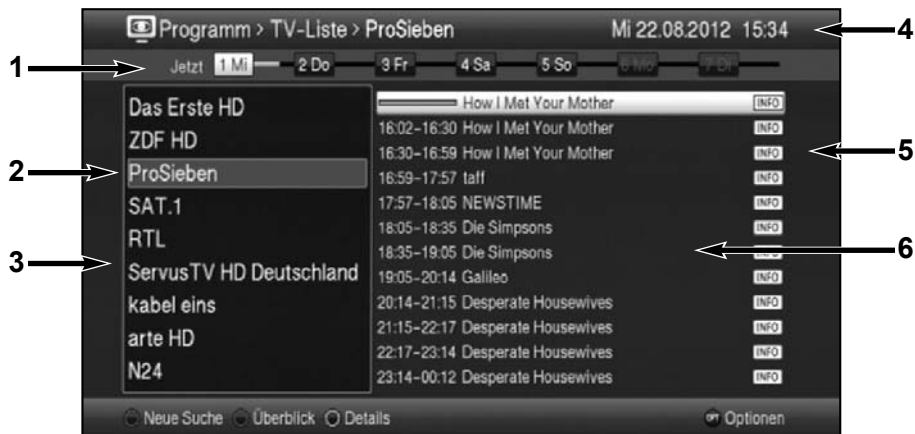 Programm > TV-Liste > ProSieben Mi 22.08.2012 15:34 4
1 Jetzt 1 Mi 2 Do 3 Fr 4 Sa 5 So 6 Mo 7 Di
Das Erste HD
ZDF HD
2 ProSieben
SAT.1
RTL
3 ServusTV HD Deutschland
kabel eins
arte HD
N24
How I Met Your Mother INFO
16:02-16:30 How I Met Your Mother INFO
16:30-16:59 How I Met Your Mother INFO 5
16:59-17:57 taff INFO
17:57-18:05 NEWSTIME INFO
18:05-18:35 Die Simpsons INFO
18:35-19:05 Die Simpsons INFO 6
19:05-20:14 Galileo INFO
20:14-21:15 Desperate Housewives INFO
21:15-22:17 Desperate Housewives INFO
22:17-23:14 Desperate Housewives INFO
23:14-00:12 Desperate Housewives INFO
Neue Suche Überblick Details OPT Optionen